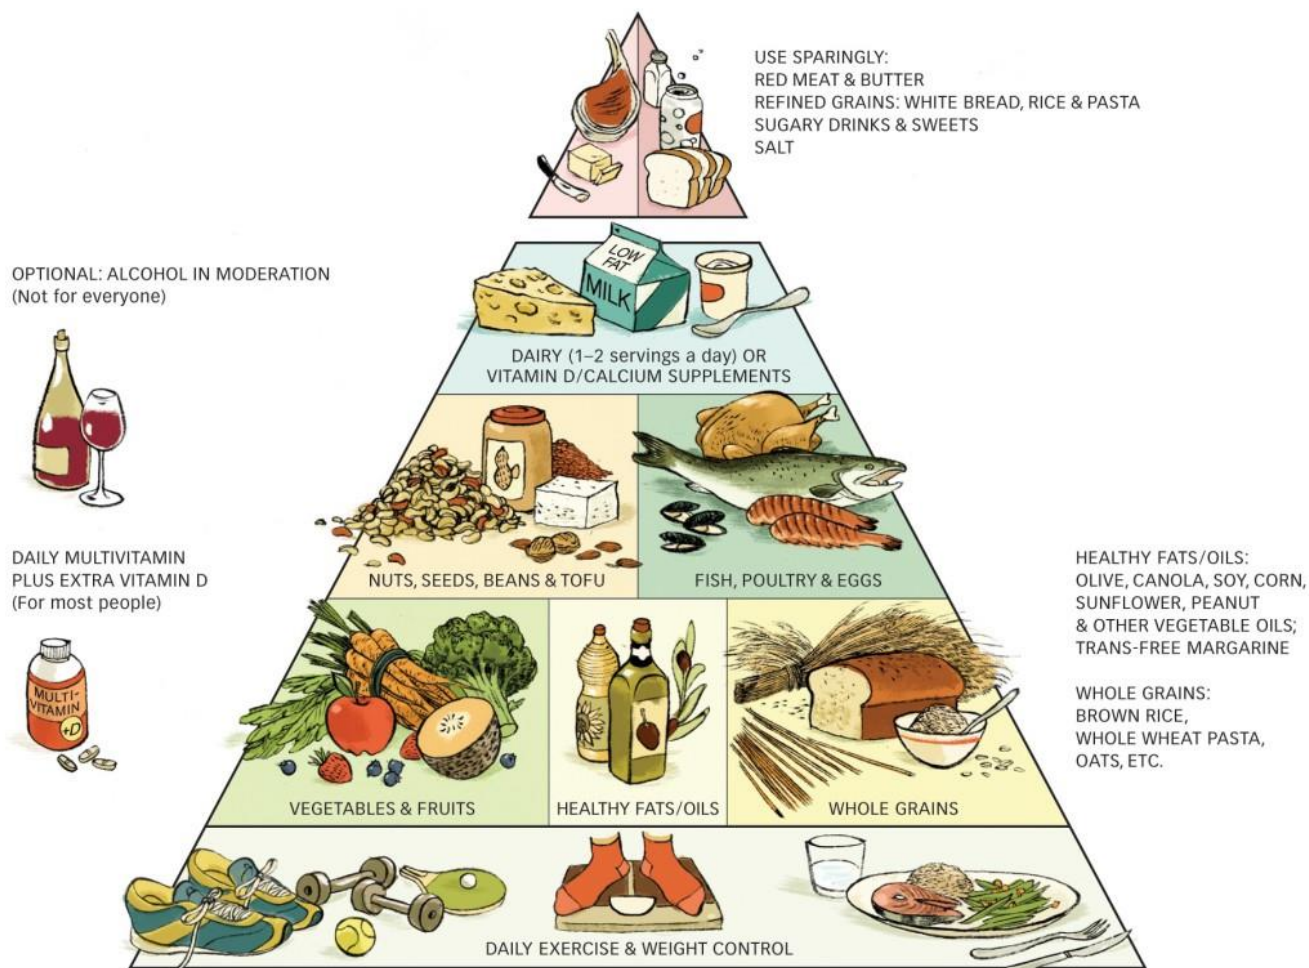 USE SPARINGLY:
RED MEAT & BUTTER
REFINED GRAINS: WHITE BREAD, RICE & PASTA
SUGARY DRINKS & SWEETS
SALT
OPTIONAL: ALCOHOL IN MODERATION
(Not for everyone)
LOW
FAT
MILK
DAIRY (1–2 servings a day) OR
VITAMIN D/CALCIUM SUPPLEMENTS
DAILY MULTIVITAMIN
PLUS EXTRA VITAMIN D
(For most people)
MULTI-
VITAMIN
+D
NUTS, SEEDS, BEANS & TOFU
FISH, POULTRY & EGGS
HEALTHY FATS/OILS:
OLIVE, CANOLA, SOY, CORN,
SUNFLOWER, PEANUT
& OTHER VEGETABLE OILS;
TRANS-FREE MARGARINE
WHOLE GRAINS:
BROWN RICE,
WHOLE WHEAT PASTA,
OATS, ETC.
VEGETABLES & FRUITS
HEALTHY FATS/OILS
WHOLE GRAINS
DAILY EXERCISE & WEIGHT CONTROL